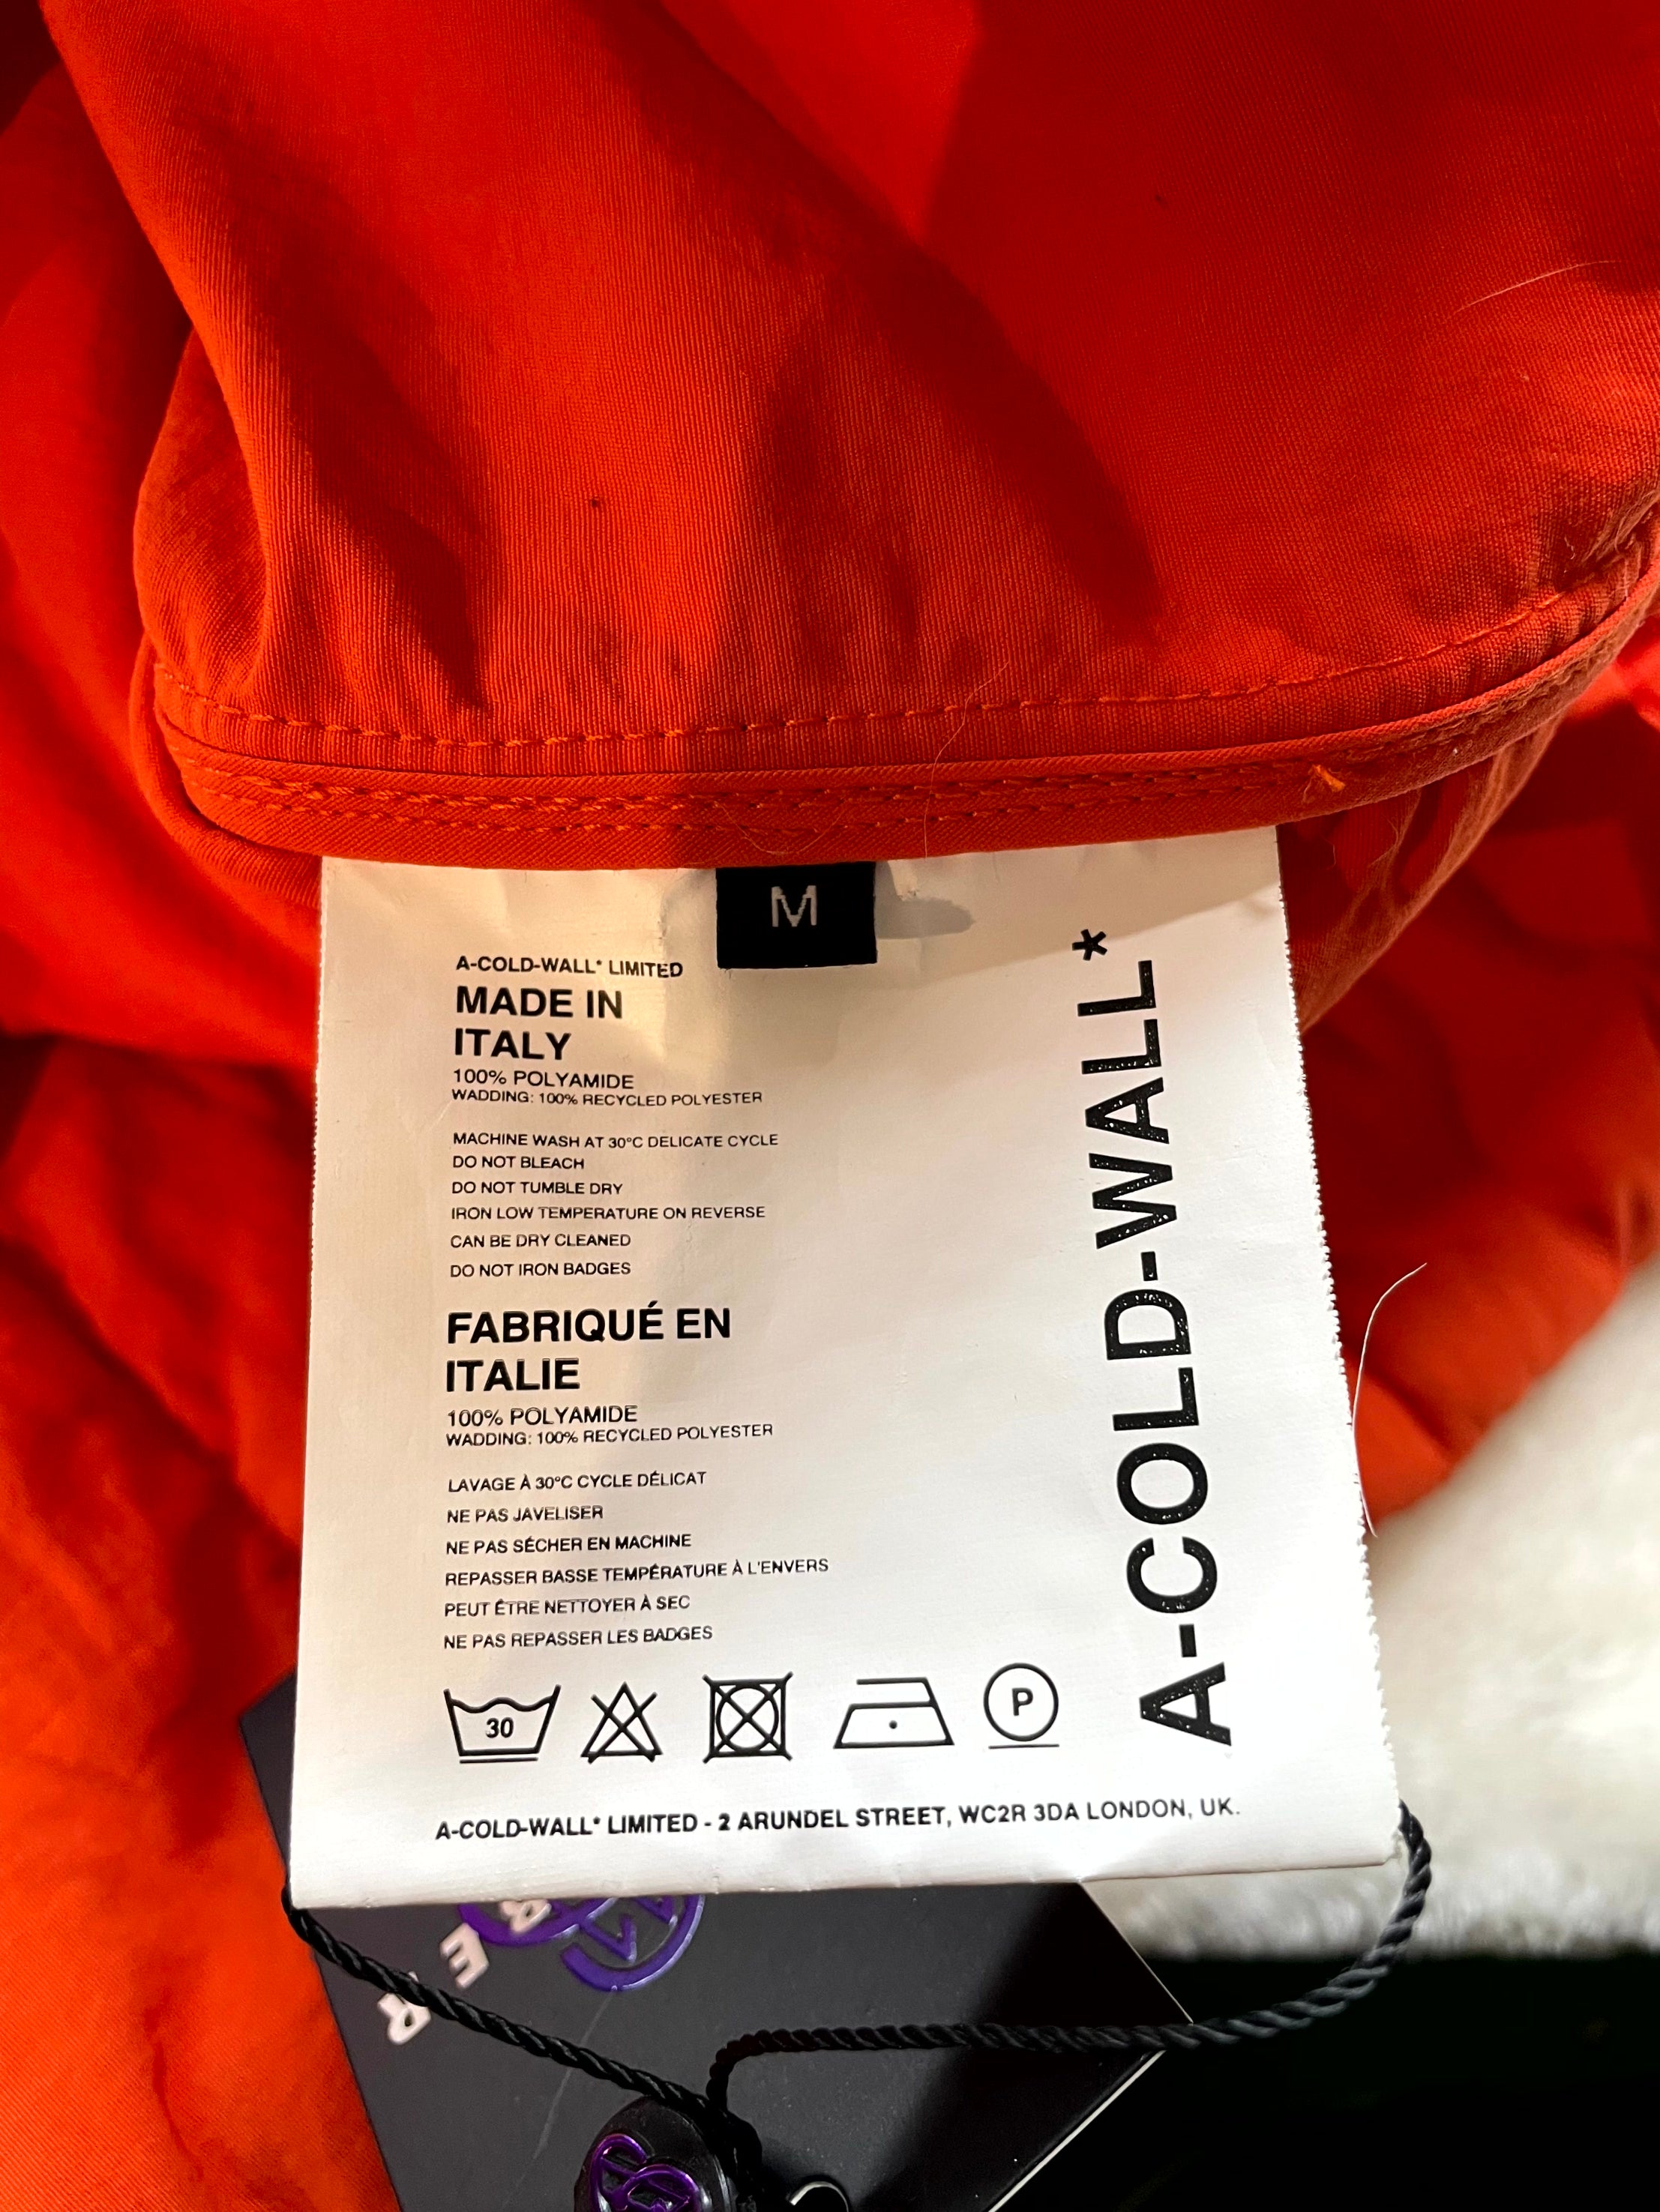 M
A-COLD-WALL* LIMITED
MADE IN
ITALY
100% POLYAMIDE
WADDING: 100% RECYCLED POLYESTER
MACHINE WASH AT 30°C DELICATE CYCLE
DO NOT BLEACH
DO NOT TUMBLE DRY
IRON LOW TEMPERATURE ON REVERSE
CAN BE DRY CLEANED
DO NOT IRON BADGES
FABRIQUÉ EN
ITALIE
100% POLYAMIDE
WADDING: 100% RECYCLED POLYESTER
LAVAGE À 30°C CYCLE DÉLICAT
NE PAS JAVELISER
NE PAS SÉCHER EN MACHINE
REPASSER BASSE TEMPÉRATURE À L'ENVERS
PEUT ÊTRE NETTOYER À SEC
NE PAS REPASSER LES BADGES
30
P
A-COLD-WALL* LIMITED - 2 ARUNDEL STREET, WC2R 3DA LONDON, UK.
A-COLD-WALL*